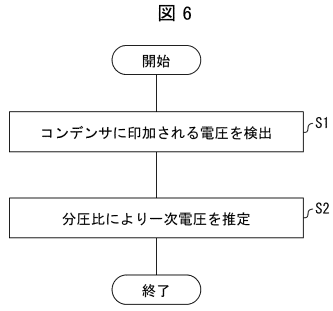 図 6
開始
コンデンサに印加される電圧を検出
S1
分圧比により一次電圧を推定
S2
終了